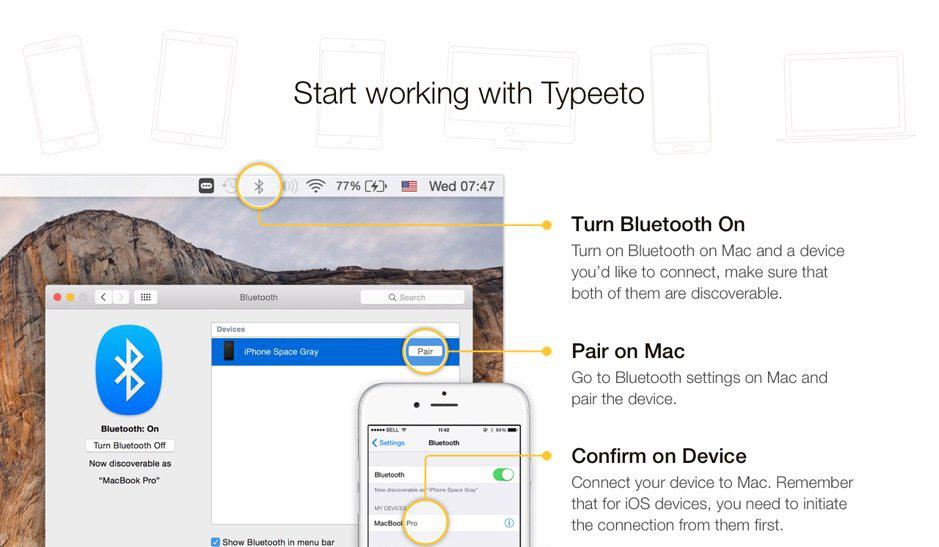 Start working with Typeeto
77%
Wed 07:47
Turn Bluetooth On
Turn on Bluetooth on Mac and a device
you’d like to connect, make sure that
both of them are discoverable.
Bluetooth
Search
Devices
iPhone Space Gray
Pair
Bluetooth: On
Turn Bluetooth Off
Now discoverable as
“MacBook Pro”
Show Bluetooth in menu bar
Pair on Mac
Go to Bluetooth settings on Mac and
pair the device.
BELL
11:42
94%
Settings
Bluetooth
Bluetooth
Now discoverable as “iPhone Space Gray”
MY DEVICES
MacBook Pro
Confirm on Device
Connect your device to Mac. Remember
that for iOS devices, you need to initiate
the connection from them first.